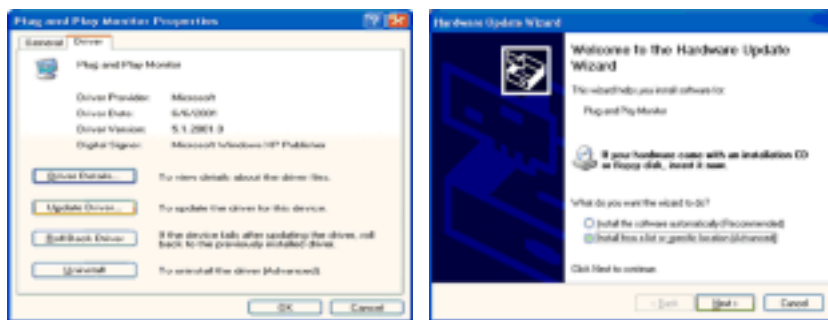 Plug and Play Monitor Properties
General Driver
Plug and Play Monitor
Driver Provider: Microsoft
Driver Date: 6/6/2001
Driver Version: 5.1.2001.0
Digital Signer: Microsoft Windows XP Publisher
Driver Details...
To view details about the driver files.
Update Driver...
To update the driver for this device.
Roll Back Driver
If the device fails after updating the driver, roll
back to the previously installed driver.
Uninstall
To uninstall the driver (Advanced).
OK Cancel
Hardware Update Wizard
Welcome to the Hardware Update
Wizard
This wizard helps you install software for:
Plug and Play Monitor
If your hardware came with an installation CD
or floppy disk, insert it now.
What do you want the wizard to do?
Install the software automatically (Recommended)
Install from a list or specific location (Advanced)
Click Next to continue.
< Back Next > Cancel